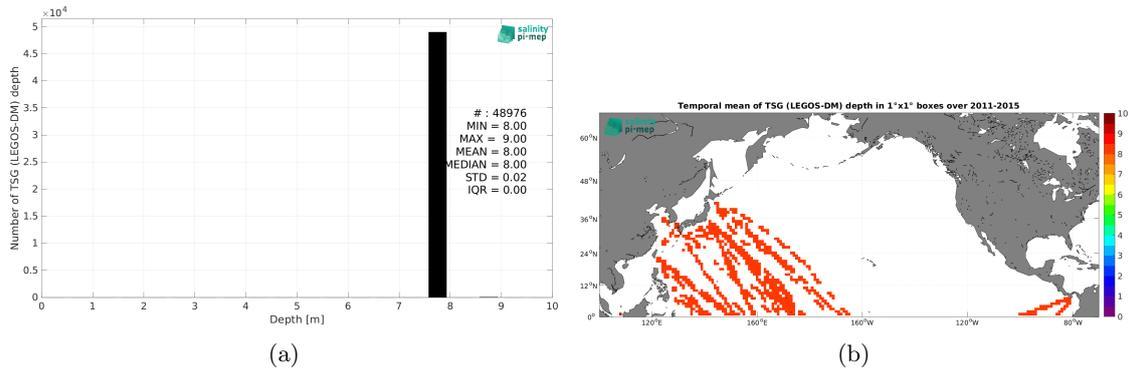 ×10⁴
5
4.5
4
3.5
3
2.5
2
1.5
1
0.5
0
Number of TSG (LEGOS-DM) depth
salinity
pi-mep
# : 48976
MIN = 8.00
MAX = 9.00
MEAN = 8.00
MEDIAN = 8.00
STD = 0.02
IQR = 0.00
0 1 2 3 4 5 6 7 8 9 10
Depth [m]
(a)
Temporal mean of TSG (LEGOS-DM) depth in 1°x1° boxes over 2011-2015
salinity
pi-mep
60°N
48°N
36°N
24°N
12°N
0°
120°E 160°E 160°W 120°W 80°W
10
9
8
7
6
5
4
3
2
1
0
(b)